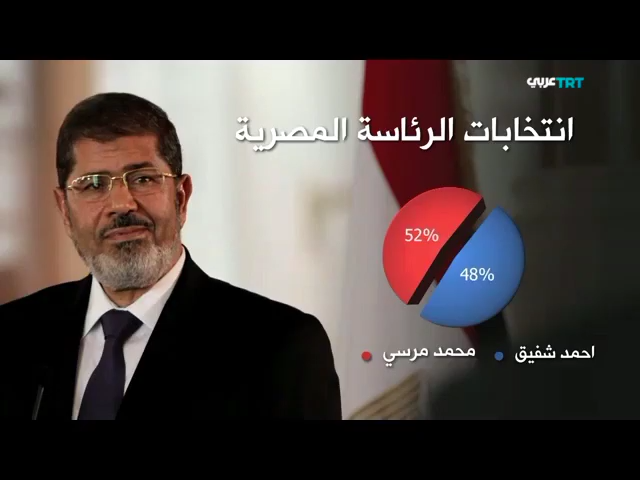 TRT عربي
انتخابات الرئاسة المصرية
52%
48%
احمد شفيق
محمد مرسي